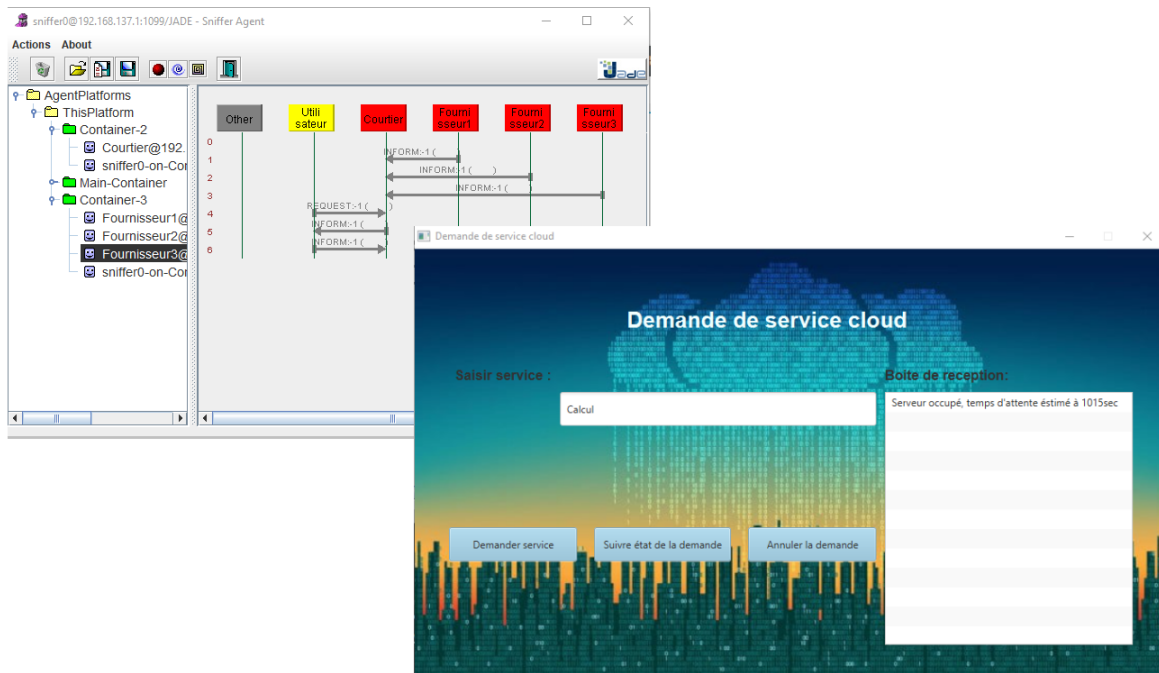 sniffer0@192.168.137.1:1099/JADE - Sniffer Agent
Actions About
Jade
AgentPlatforms
ThisPlatform
Container-2
Courtier@192.
sniffer0-on-Cor
Main-Container
Container-3
Fournisseur1@
Fournisseur2@
Fournisseur3@
sniffer0-on-Cor
Other
Utili
sateur
Courtier
Fourni
sseur1
Fourni
sseur2
Fourni
sseur3
0
1
2
3
4
5
6
INFORM:-1 ( )
INFORM:-1 ( )
INFORM:-1 ( )
REQUEST:-1 ( )
INFORM:-1 ( )
INFORM:-1 ( )
Demande de service cloud
Demande de service cloud
Saisir service :
Calcul
Boite de reception:
Serveur occupé, temps d'attente éstimé à 1015sec
Demander service
Suivre état de la demande
Annuler la demande